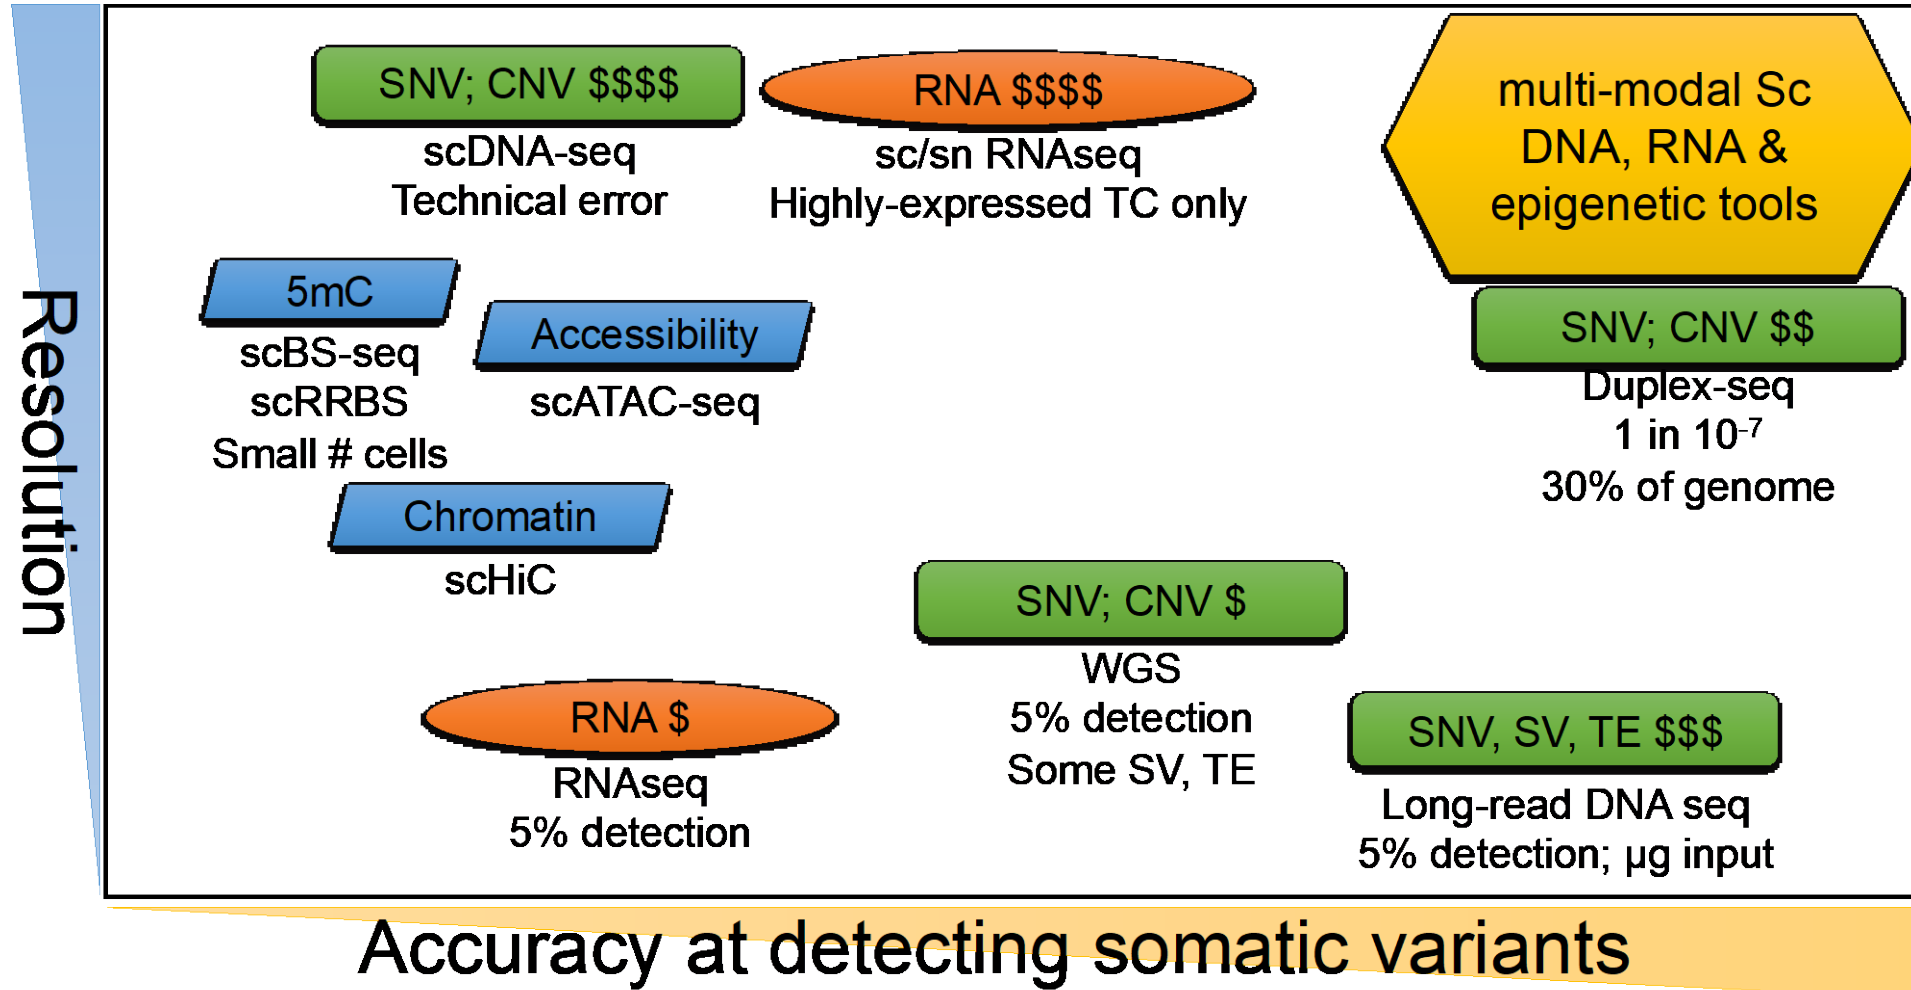 SNV; CNV $$$$
scDNA-seq
Technical error
RNA $$$$
sc/sn RNAseq
Highly-expressed TC only
multi-modal Sc
DNA, RNA &
epigenetic tools
5mC
scBS-seq
scRRBS
Small # cells
Accessibility
scATAC-seq
SNV; CNV $$
Duplex-seq
1 in 10⁻⁷
30% of genome
Chromatin
scHiC
SNV; CNV $
WGS
5% detection
Some SV, TE
RNA $
RNAseq
5% detection
SNV, SV, TE $$$
Long-read DNA seq
5% detection; µg input
Resolution
Accuracy at detecting somatic variants